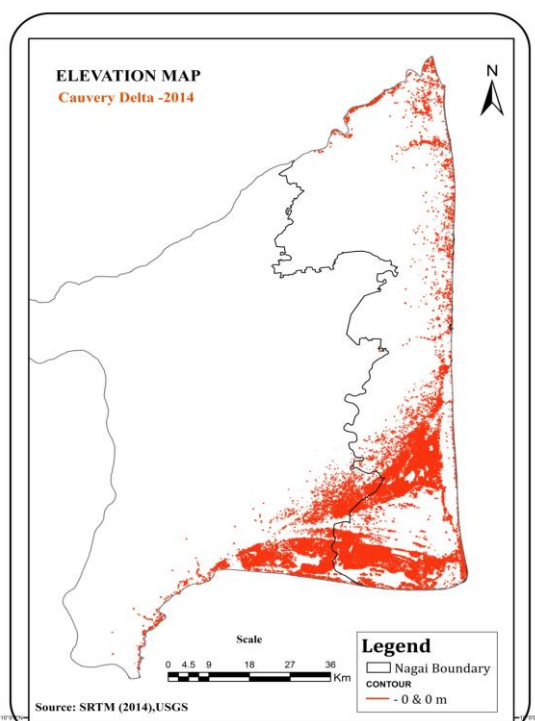 ELEVATION MAP
Cauvery Delta -2014
N
Scale
0 4.5 9 18 27 36
Km
Legend
Nagai Boundary
CONTOUR
- 0 & 0 m
Source: SRTM (2014),USGS